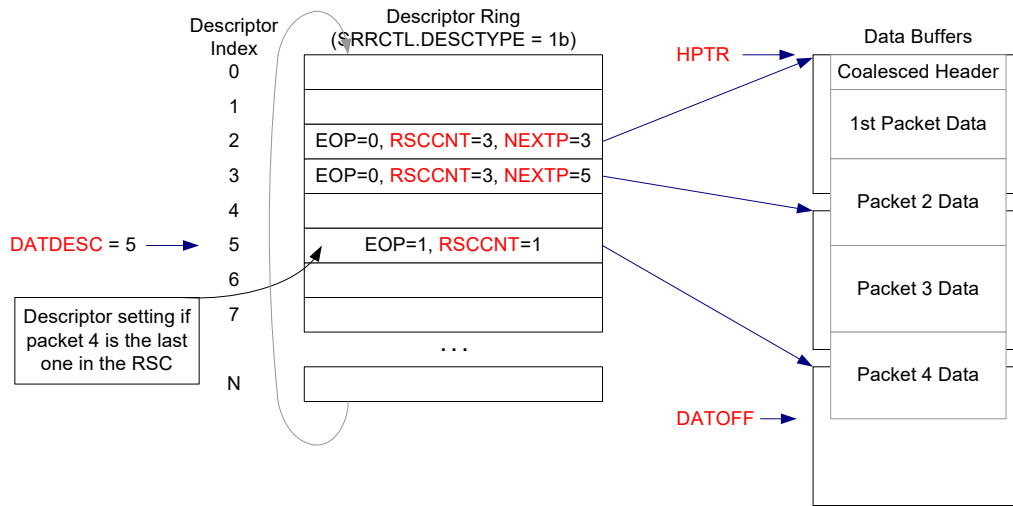 Descriptor
Index
Descriptor Ring
(SRRCTL.DESCTYPE = 1b)
Data Buffers
0
1
2
3
4
5
6
7
N
EOP=0, RSCCNT=3, NEXTP=3
EOP=0, RSCCNT=3, NEXTP=5
EOP=1, RSCCNT=1
. . .
DATDESC = 5
Descriptor setting if
packet 4 is the last
one in the RSC
HPTR
DATOFF
Coalesced Header
1st Packet Data
Packet 2 Data
Packet 3 Data
Packet 4 Data